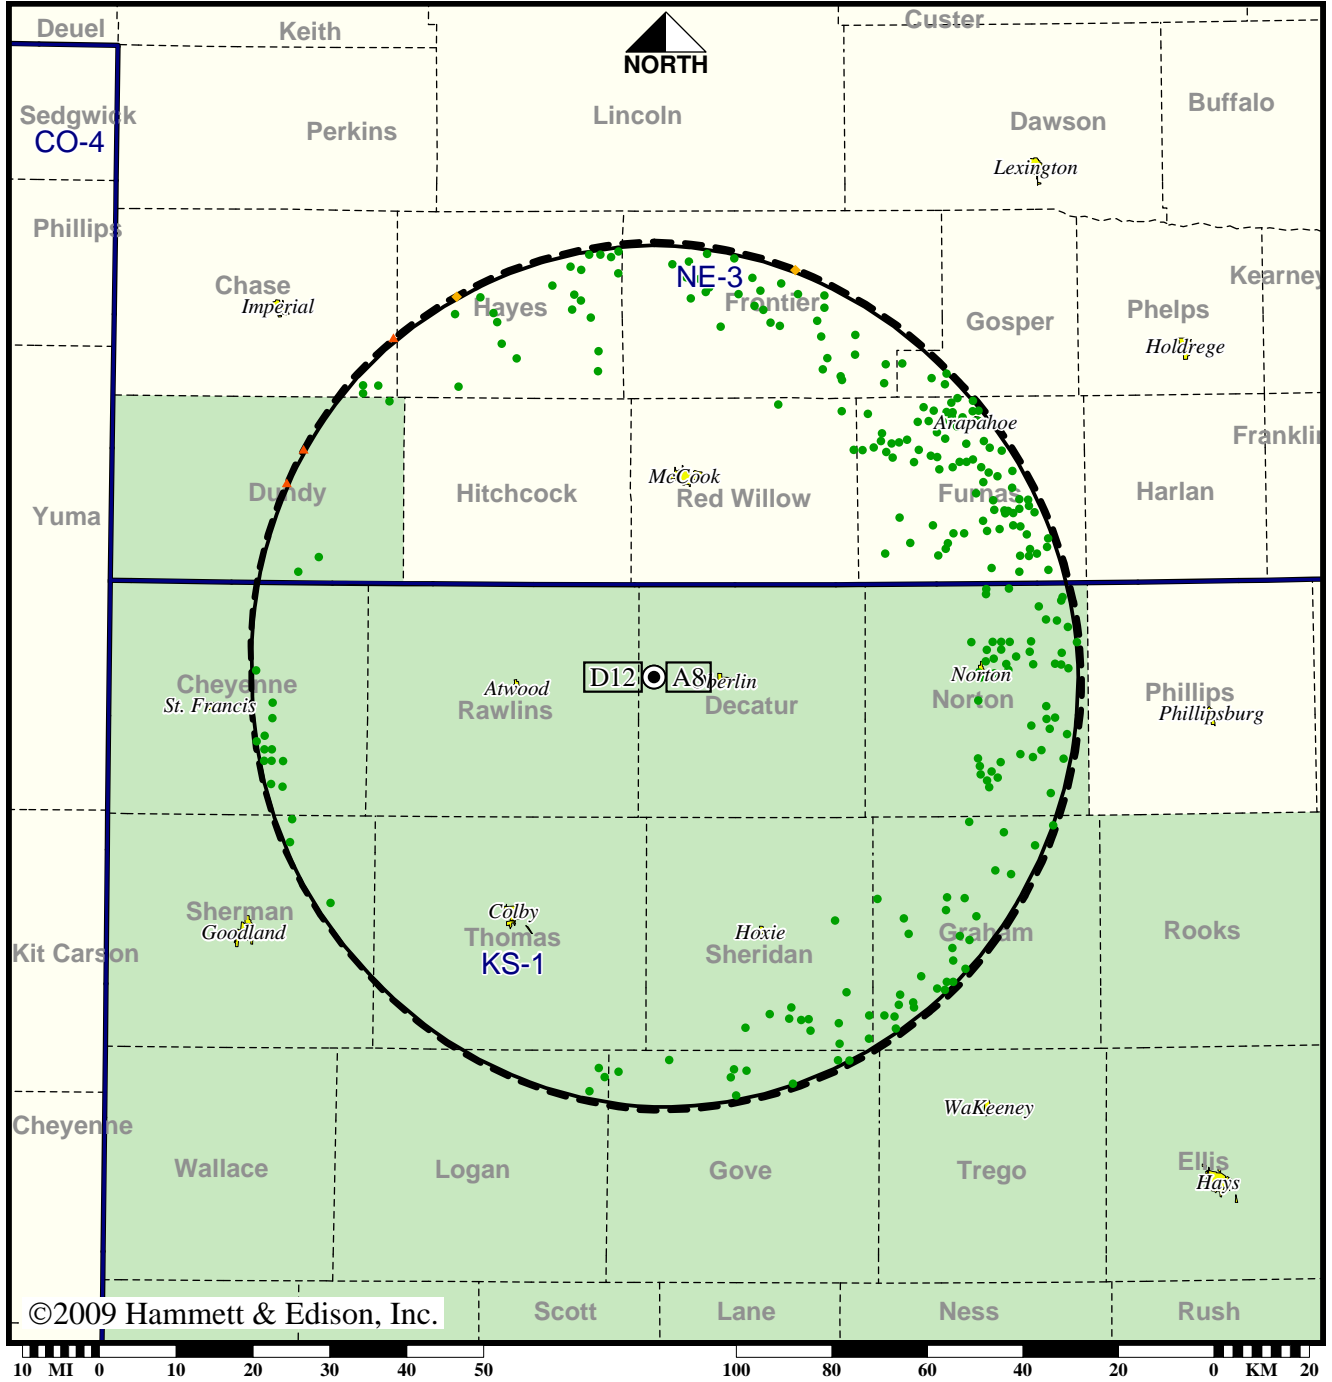 Deuel
Keith
Custer
NORTH
Sedgwick
CO-4
Perkins
Lincoln
Dawson
Buffalo
Lexington
Phillips
Chase
Imperial
Hayes
NE-3
Frontier
Gosper
Phelps
Kearney
Holdrege
Arapahoe
Franklin
Yuma
Dundy
Hitchcock
McCook
Red Willow
Furnas
Harlan
Cheyenne
St. Francis
Atwood
Rawlins
D12
A8
berlin
Decatur
Norton
Norton
Phillips
Phillipsburg
Sherman
Goodland
Colby
Thomas
KS-1
Hoxie
Sheridan
Graham
Rooks
Kit Carson
Cheyenne
WaKeeney
Wallace
Logan
Gove
Trego
Ellis
Hays
©2009 Hammett & Edison, Inc.
Scott
Lane
Ness
Rush
10 MI 0 10 20 30 40 50
100 80 60 40 20 0 KM 20